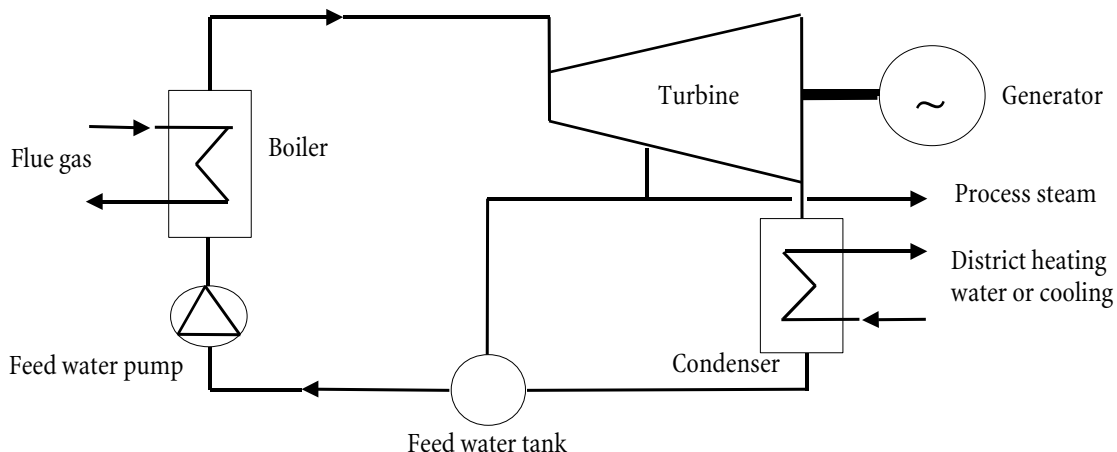 Turbine
Generator
Boiler
Flue gas
Process steam
District heating
water or cooling
Condenser
Feed water pump
Feed water tank
~